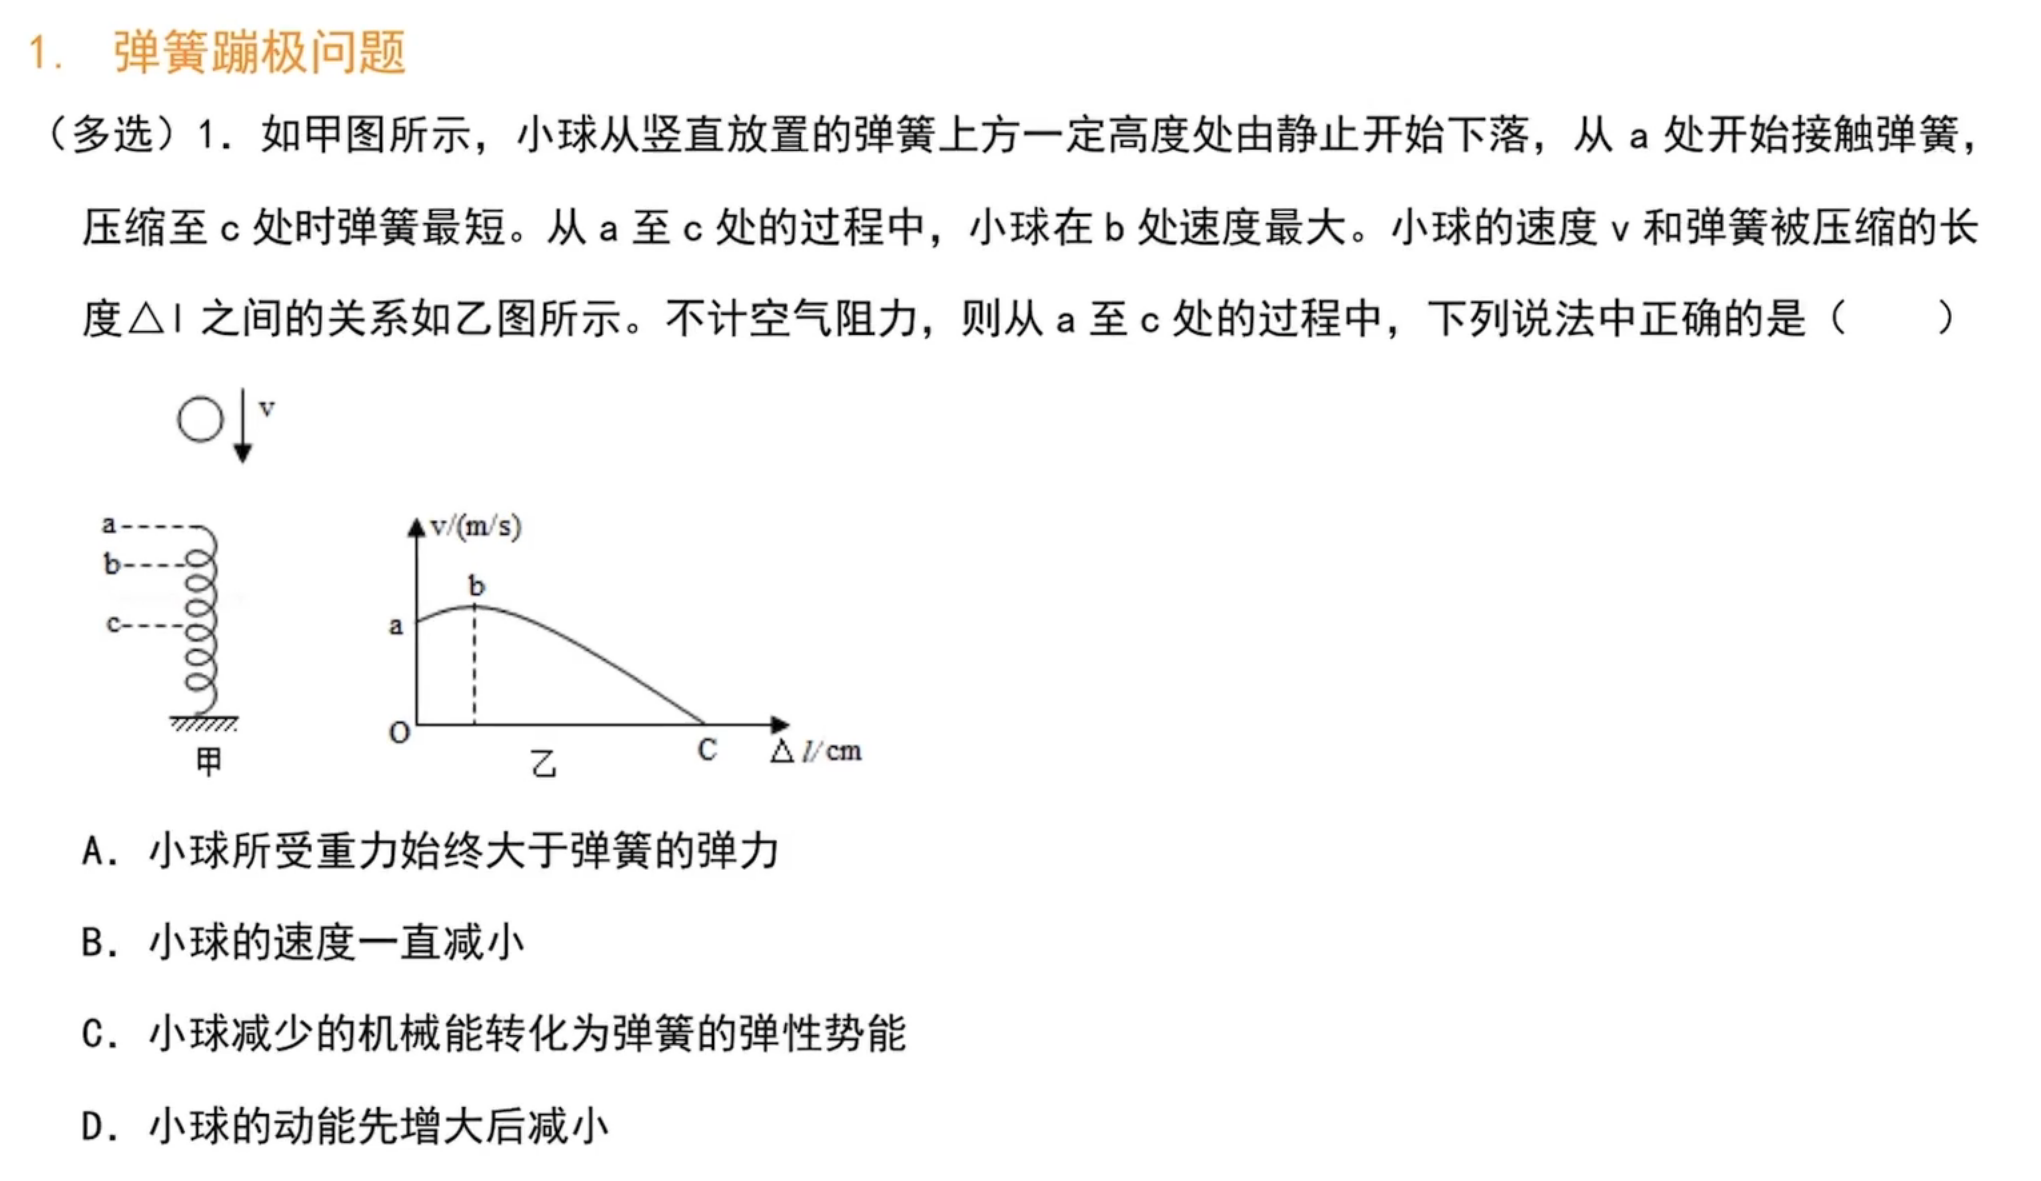 1. 弹簧蹦极问题
（多选）1. 如甲图所示，小球从竖直放置的弹簧上方一定高度处由静止开始下落，从 a 处开始接触弹簧，
压缩至 c 处时弹簧最短。从 a 至 c 处的过程中，小球在 b 处速度最大。小球的速度 v 和弹簧被压缩的长
度△l 之间的关系如乙图所示。不计空气阻力，则从 a 至 c 处的过程中，下列说法中正确的是（　　）
v
a
b
c
甲
v/(m/s)
b
a
O
C
△ l/cm
乙
A. 小球所受重力始终大于弹簧的弹力
B. 小球的速度一直减小
C. 小球减少的机械能转化为弹簧的弹性势能
D. 小球的动能先增大后减小